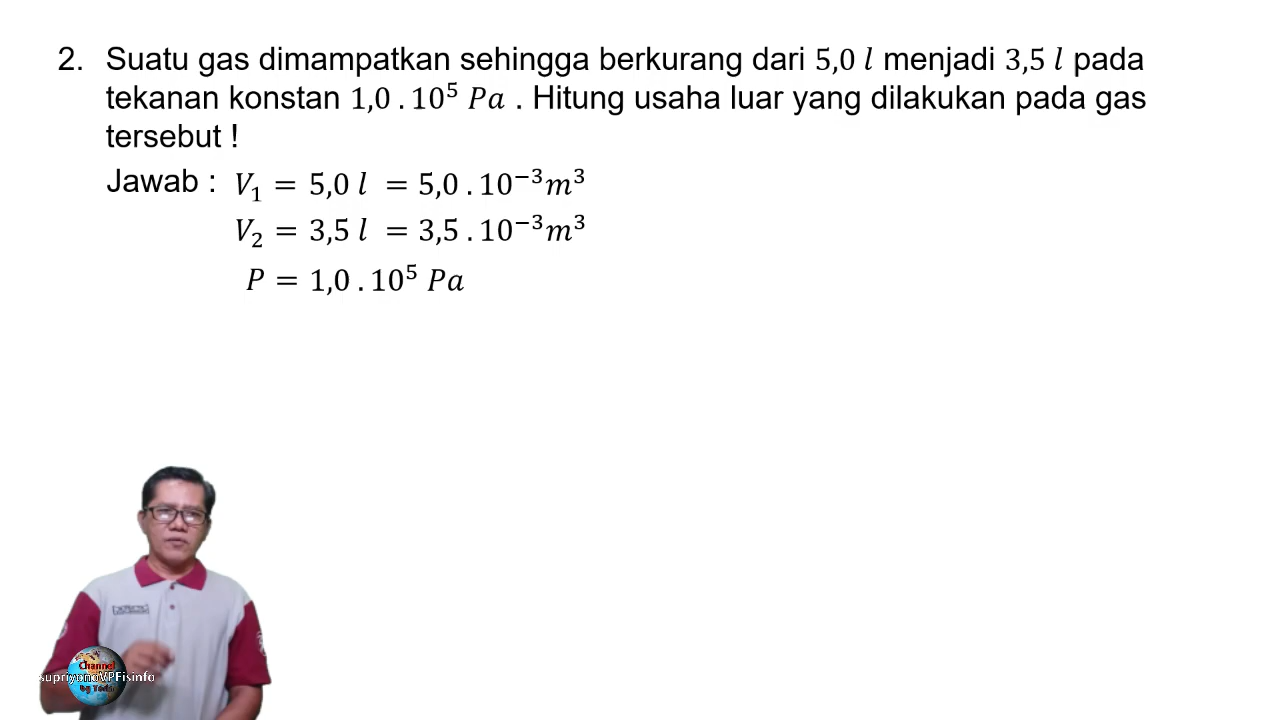 2. Suatu gas dimampatkan sehingga berkurang dari 5,0 l menjadi 3,5 l pada
tekanan konstan 1,0 . 10⁵ Pa . Hitung usaha luar yang dilakukan pada gas
tersebut !
Jawab : V₁ = 5,0 l = 5,0 . 10⁻³m³
V₂ = 3,5 l = 3,5 . 10⁻³m³
P = 1,0 . 10⁵ Pa
Channel
supriyonoVPFisinfo